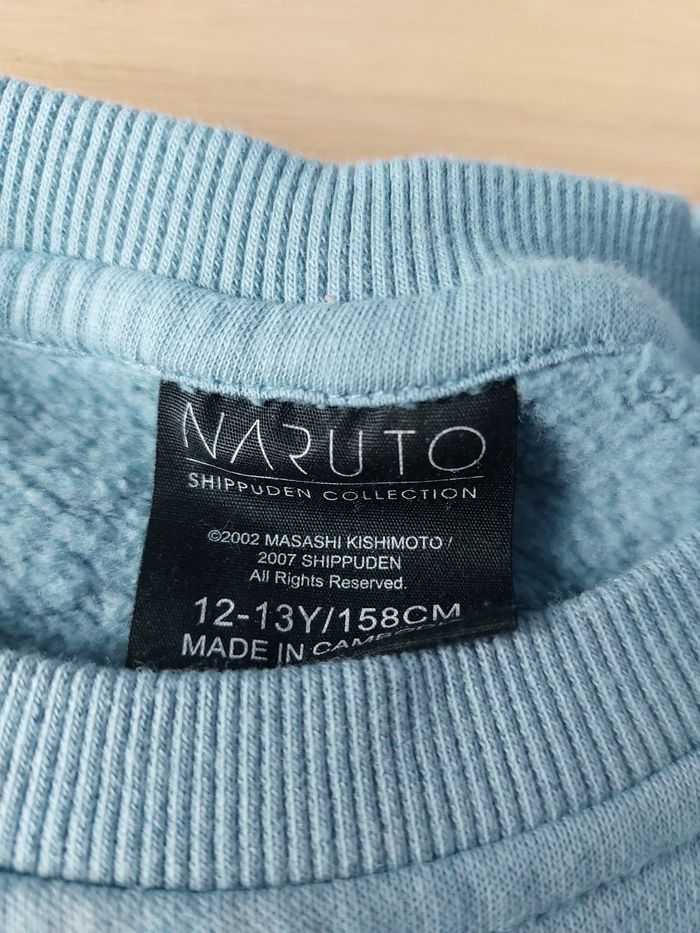 NARUTO
SHIPPUDEN COLLECTION
©2002 MASASHI KISHIMOTO /
2007 SHIPPUDEN
All Rights Reserved.
12-13Y/158CM
MADE IN